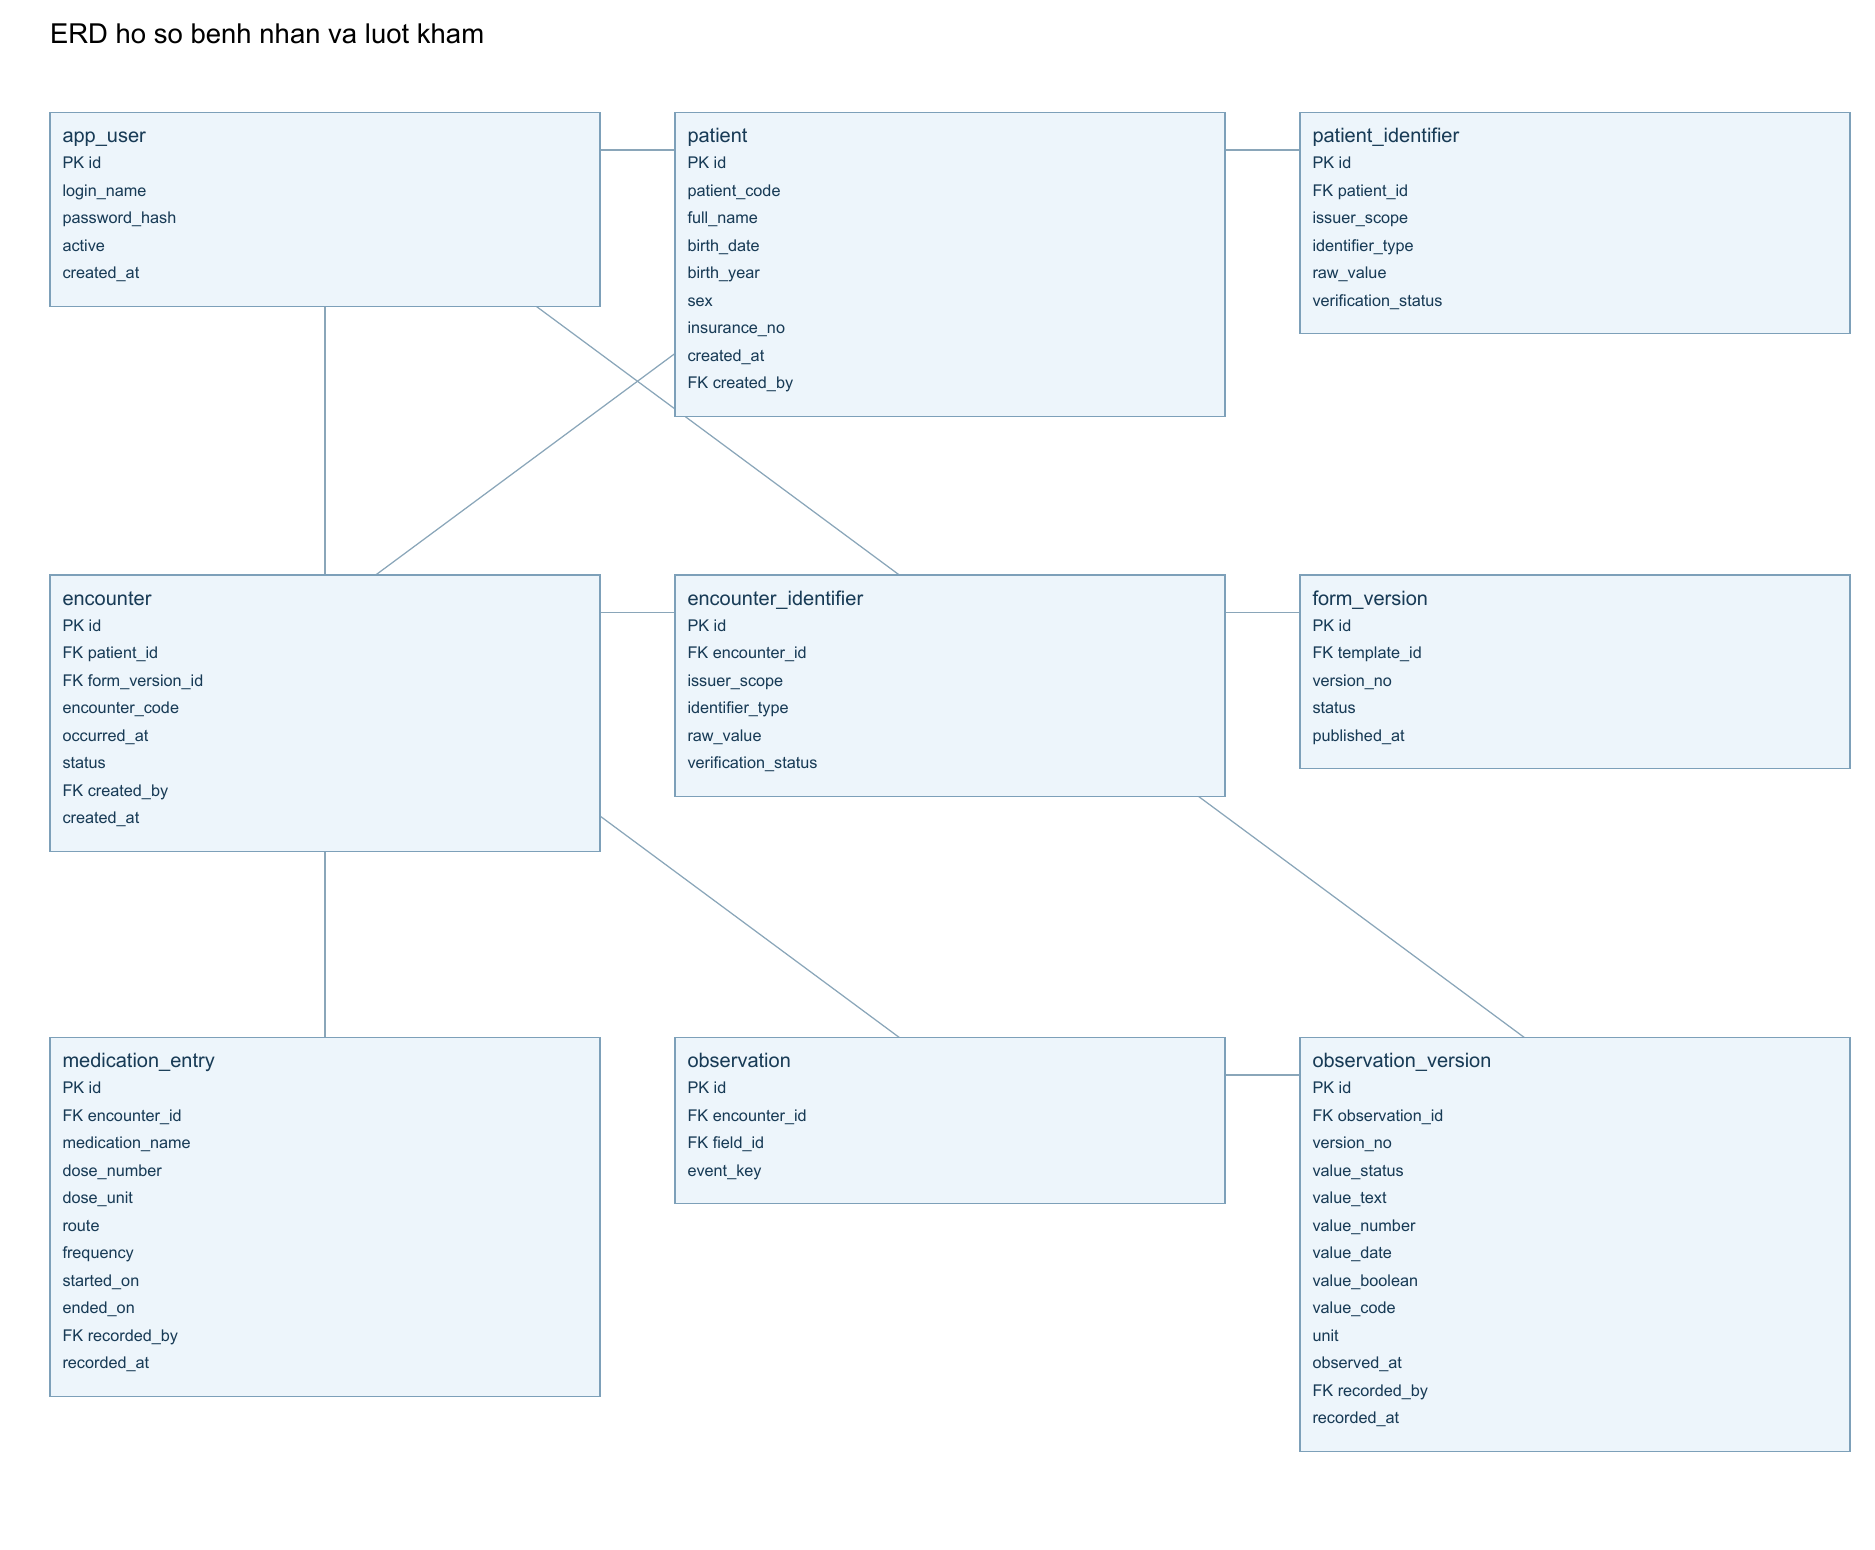 ERD ho so benh nhan va luot kham
app_user
PK id
login_name
password_hash
active
created_at
patient
PK id
patient_code
full_name
birth_date
birth_year
sex
insurance_no
created_at
FK created_by
patient_identifier
PK id
FK patient_id
issuer_scope
identifier_type
raw_value
verification_status
encounter
PK id
FK patient_id
FK form_version_id
encounter_code
occurred_at
status
FK created_by
created_at
encounter_identifier
PK id
FK encounter_id
issuer_scope
identifier_type
raw_value
verification_status
form_version
PK id
FK template_id
version_no
status
published_at
medication_entry
PK id
FK encounter_id
medication_name
dose_number
dose_unit
route
frequency
started_on
ended_on
FK recorded_by
recorded_at
observation
PK id
FK encounter_id
FK field_id
event_key
observation_version
PK id
FK observation_id
version_no
value_status
value_text
value_number
value_date
value_boolean
value_code
unit
observed_at
FK recorded_by
recorded_at